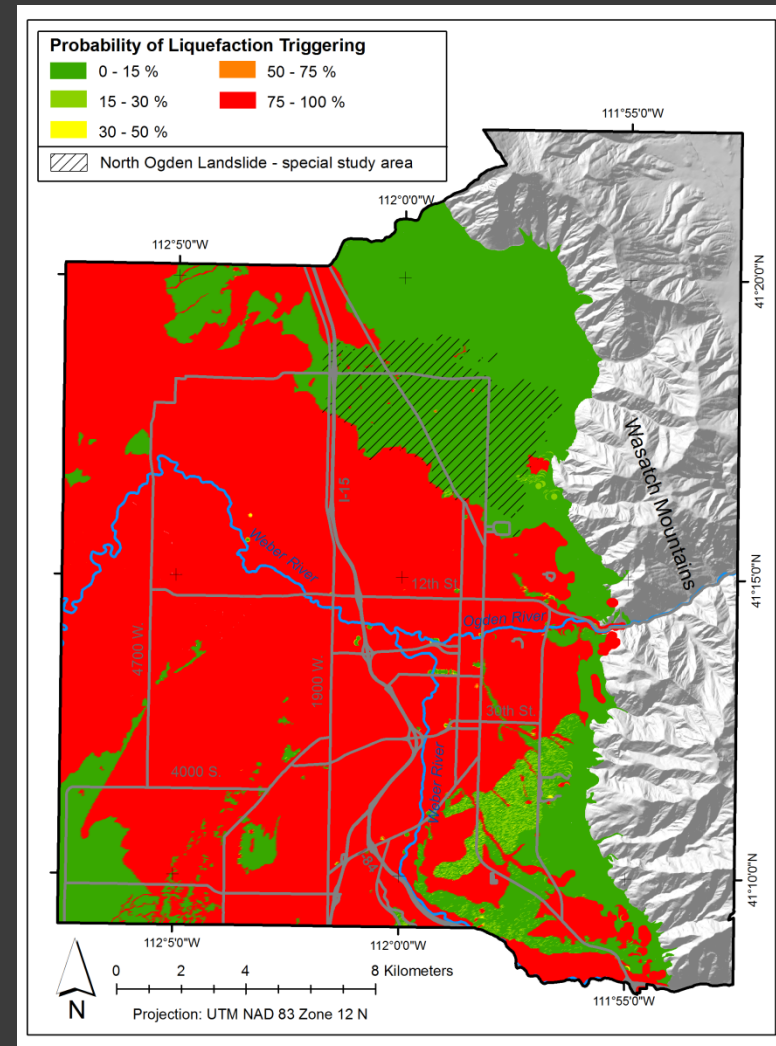 Probability of Liquefaction Triggering
0 - 15 %
50 - 75 %
15 - 30 %
75 - 100 %
30 - 50 %
North Ogden Landslide - special study area
111°55'0"W
112°0'0"W
112°5'0"W
41°20'0"N
Wasatch Mountains
I-15
Weber River
41°15'0"N
12th St.
Ogden River
4700 W.
1900 W.
30th St.
Weber River
4000 S.
I-84
41°10'0"N
112°5'0"W
112°0'0"W
111°55'0"W
0 2 4 8 Kilometers
N
Projection: UTM NAD 83 Zone 12 N